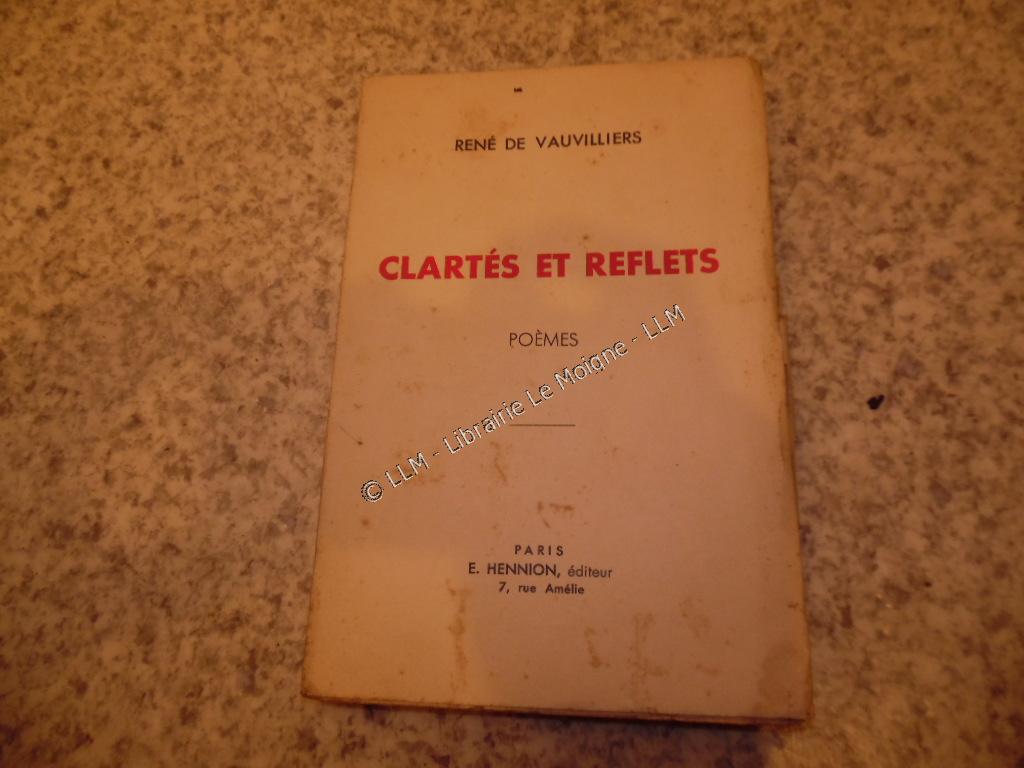 RENÉ DE VAUVILLIERS
CLARTÉS ET REFLETS
POÈMES
© LLM - Librairie Le Moigne - LLM
PARIS
E. HENNION, éditeur
7, rue Amélie